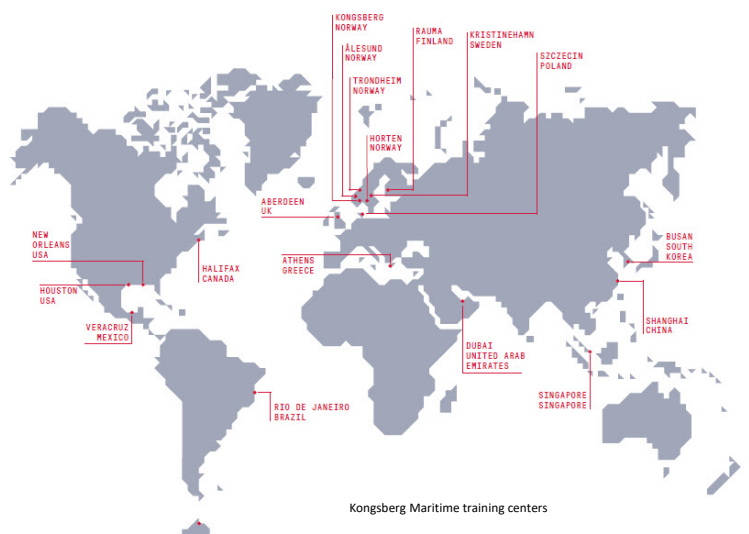 KONGSBERG
NORWAY
ÅLESUND
NORWAY
TRONDHEIM
NORWAY
HORTEN
NORWAY
RAUMA
FINLAND
KRISTINEHAMN
SWEDEN
SZCZECIN
POLAND
ABERDEEN
UK
NEW
ORLEANS
USA
HOUSTON
USA
HALIFAX
CANADA
VERACRUZ
MEXICO
ATHENS
GREECE
BUSAN
SOUTH
KOREA
SHANGHAI
CHINA
DUBAI
UNITED ARAB
EMIRATES
SINGAPORE
SINGAPORE
RIO DE JANEIRO
BRAZIL
Kongsberg Maritime training centers